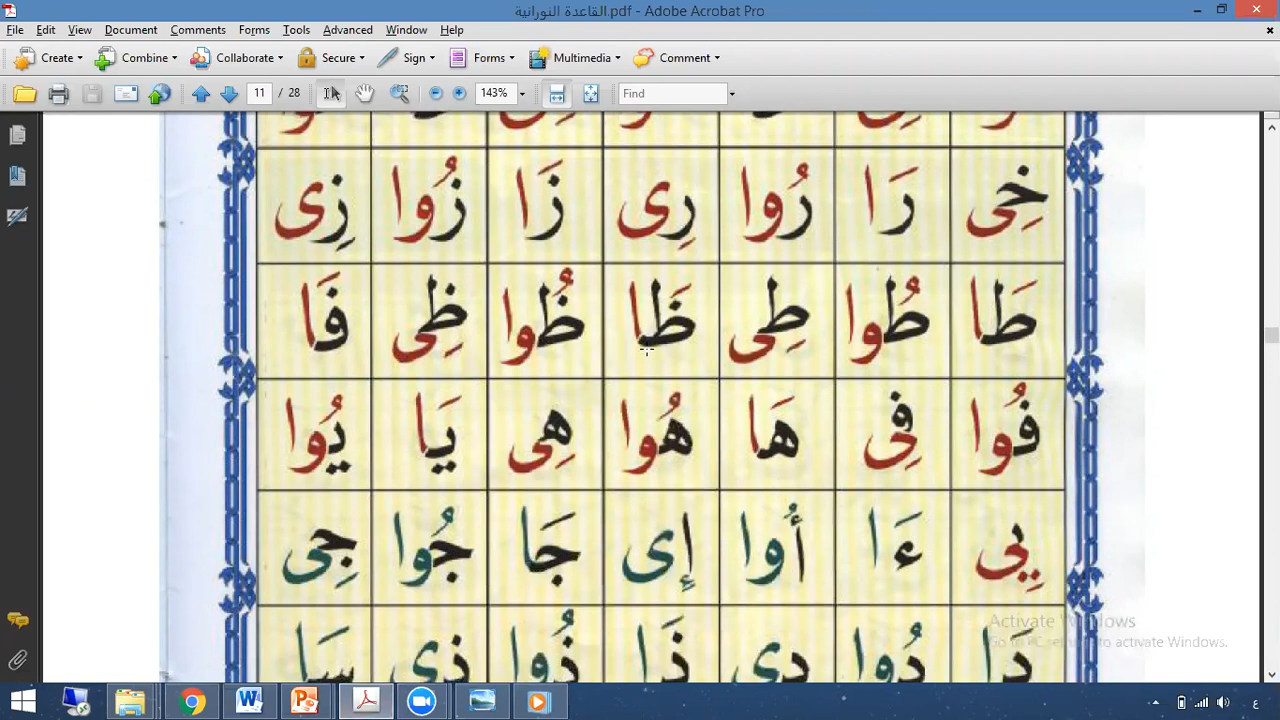 القاعدة النورانية.pdf - Adobe Acrobat Pro
File Edit View Document Comments Forms Tools Advanced Window Help
Create Combine Collaborate Secure Sign Forms Multimedia Comment
11 / 28 143% Find
خِى رَا رُوا رِى زَا زُوا زِى
طَا طُوا طِى ظَا ظُوا ظِى فَا
فُوا فِى هَا هُوا هِى يَا يُوا
يِى ءَا أُوا إِى جَا جُوا جِى
دَا دُوا دِى ذَا ذُوا ذِى سَا
Activate Windows
Go to PC settings to activate Windows.
ع